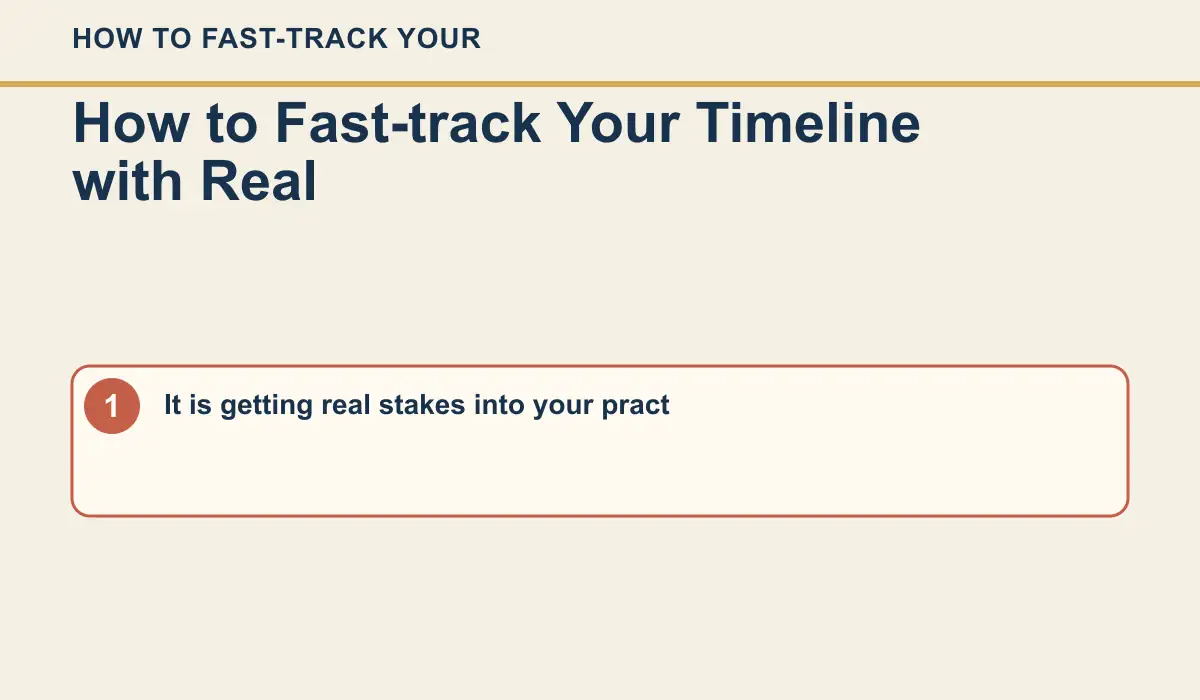 HOW TO FAST-TRACK YOUR
How to Fast-track Your Timeline
with Real
1 It is getting real stakes into your pract